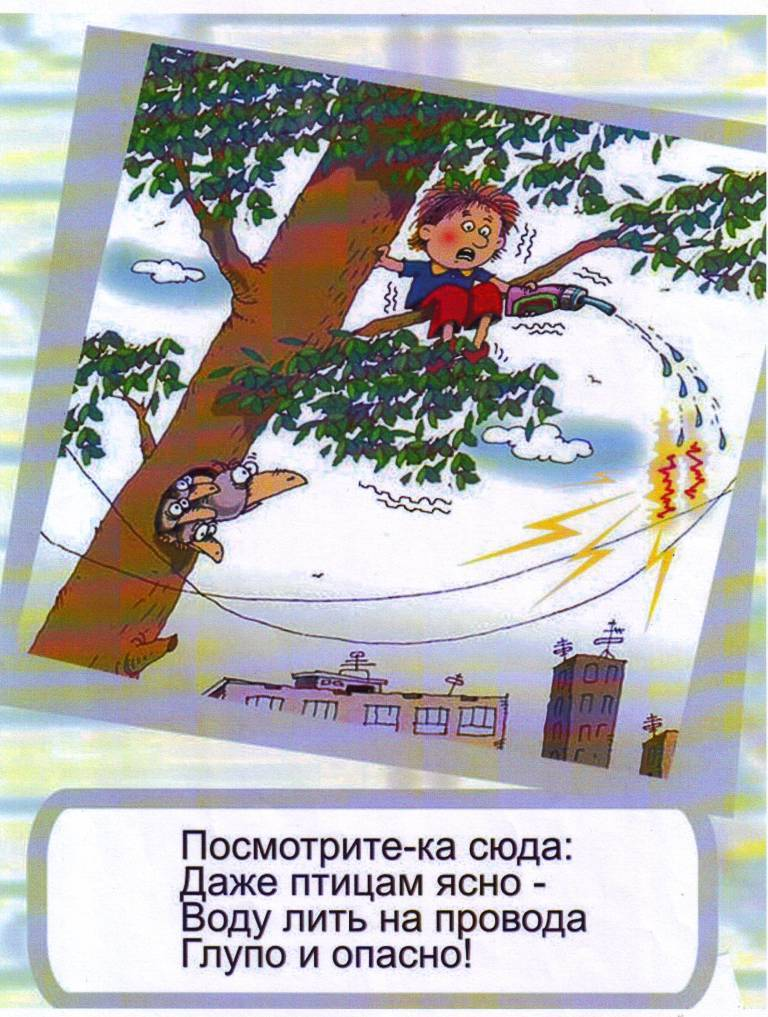 Посмотрите-ка сюда:
Даже птицам ясно -
Воду лить на провода
Глупо и опасно!